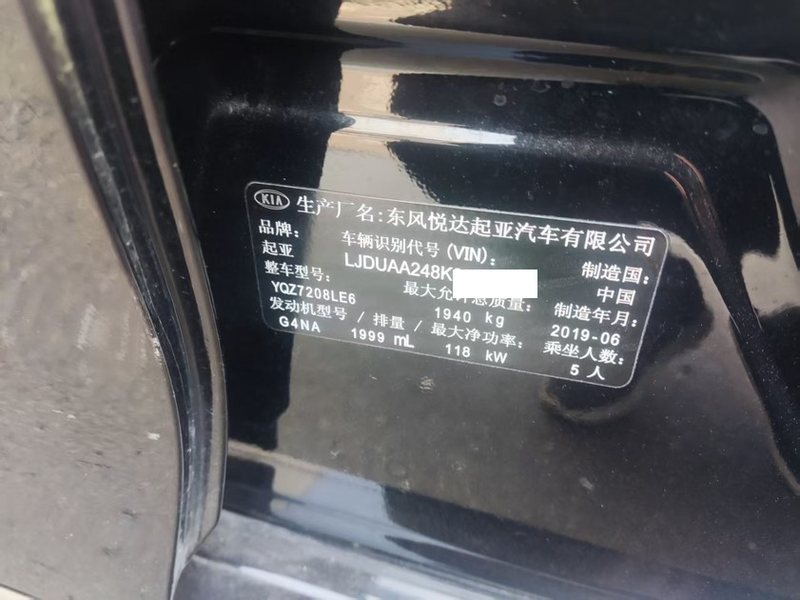 KIA 生产厂名:东风悦达起亚汽车有限公司
品牌: 车辆识别代号(VIN): 制造国:
起亚 LJDUAA248K 中国
整车型号: 最大允许总质量: 制造年月:
YQZ7208LE6 1940 kg 2019-06
发动机型号 / 排量 / 最大净功率: 乘坐人数:
G4NA 1999 mL 118 kW 5 人